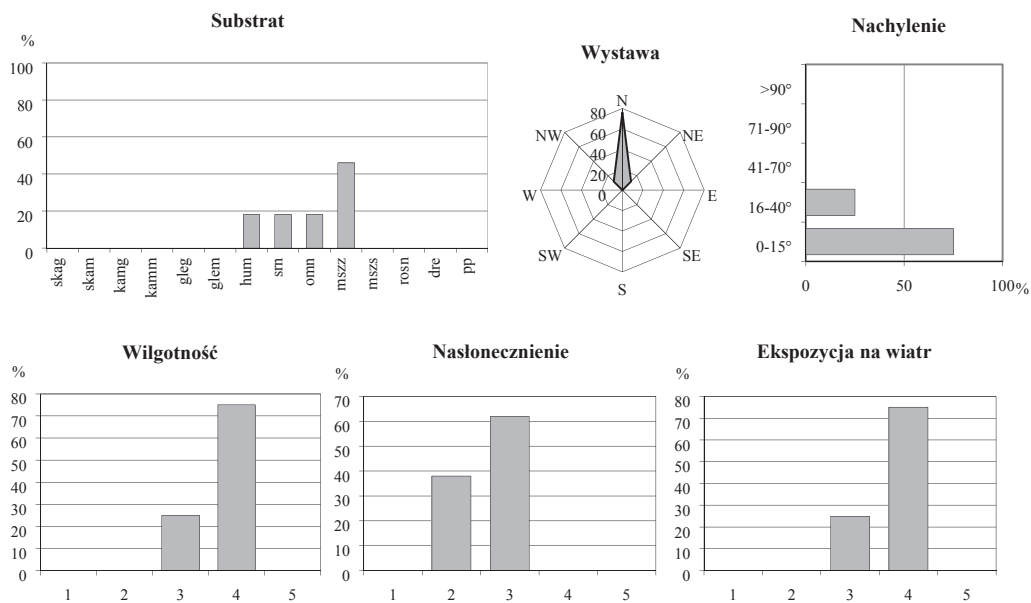 Substrat
%
100
80
60
40
20
0
skag
skam
kamg
kamm
gleg
glem
hum
srn
omn
mszz
mszs
rosn
dre
pp
Wystawa
N
NE
E
SE
S
SW
W
NW
80
60
40
20
0
Nachylenie
>90°
71-90°
41-70°
16-40°
0-15°
0 50 100%
Wilgotność
%
80
70
60
50
40
30
20
10
0
1 2 3 4 5
Nasłonecznienie
%
70
60
50
40
30
20
10
0
1 2 3 4 5
Ekspozycja na wiatr
%
80
70
60
50
40
30
20
10
0
1 2 3 4 5